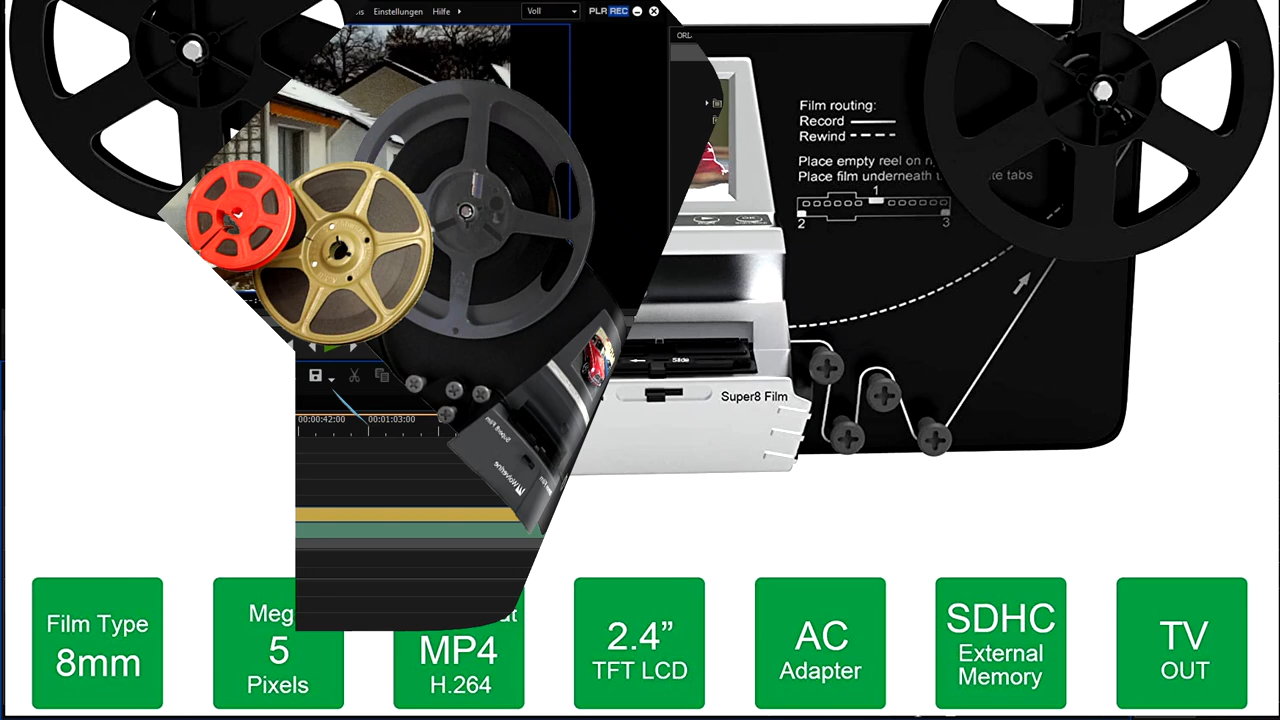 Einstellungen Hilfe
Voll
PLR REC
Film routing:
Record
Rewind
Place empty reel on
Place film underneath tabs
1
2
3
Slide
Super8 Film
00:00:42:00 00:01:03:00
Film Type
8mm
5
Pixels
MP4
H.264
2.4”
TFT LCD
AC
Adapter
SDHC
External
Memory
TV
OUT